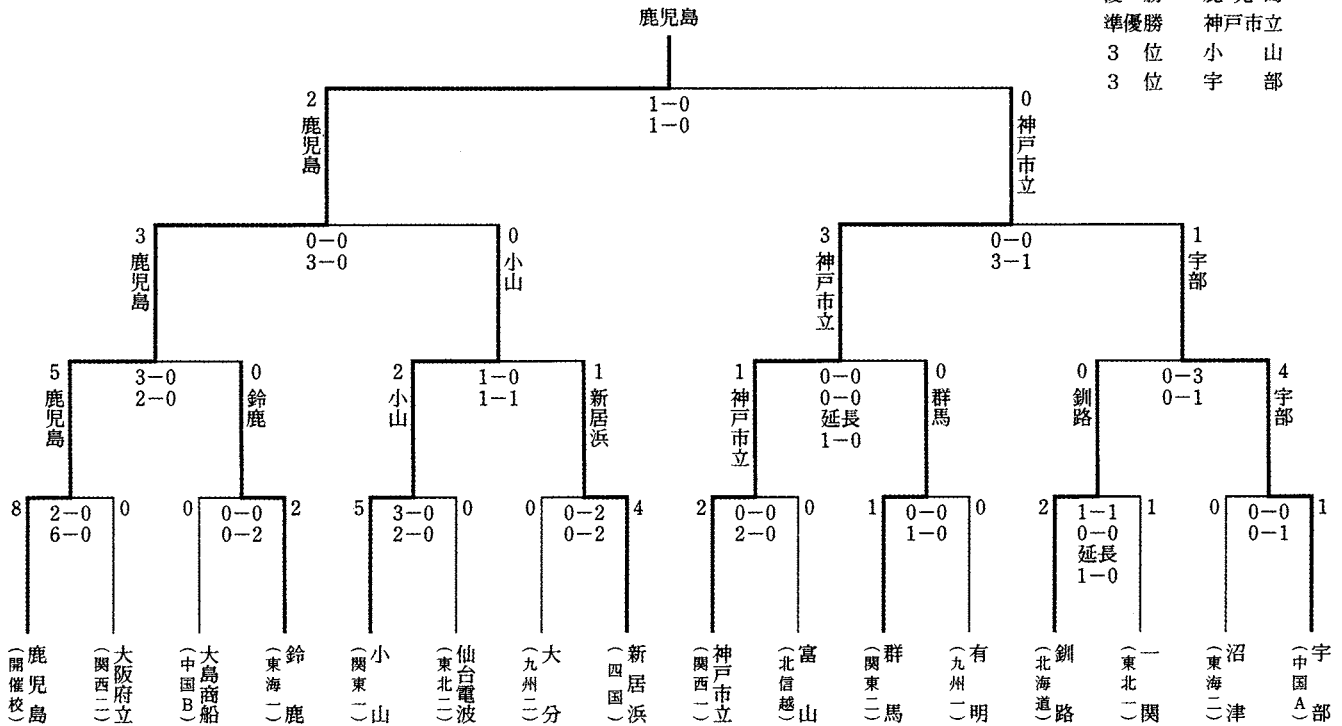 鹿児島
準優勝 神戸市立
3位 小山
3位 宇部
2 鹿児島 1−0 神戸市立 0
1−0
3 鹿児島 0−0 小山 0
3−0
3 神戸市立 0−0 宇部 1
3−1
5 鹿児島 3−0 鈴鹿 0
2−0
2 小山 1−0 新居浜 1
1−1
1 神戸市立 0−0 群馬 0
0−0
延長
1−0
0 釧路 0−3 宇部 4
0−1
8 2−0 0
6−0
0 0−0 2
0−2
5 3−0 0
2−0
0 0−2 4
0−2
2 0−0 0
2−0
1 0−0 0
1−0
2 1−1 1
0−0
延長
1−0
0 0−0 1
0−1
鹿児島(開催校)
大阪府立(関西二)
大島商船(中国B)
鈴鹿(東海一)
小山(関東一)
仙台電波(東北二)
大分(九州二)
新居浜(四国)
神戸市立(関西一)
富山(北信越)
群馬(関東二)
有明(九州一)
釧路(北海道)
一関(東北一)
沼津(東海二)
宇部(中国A)